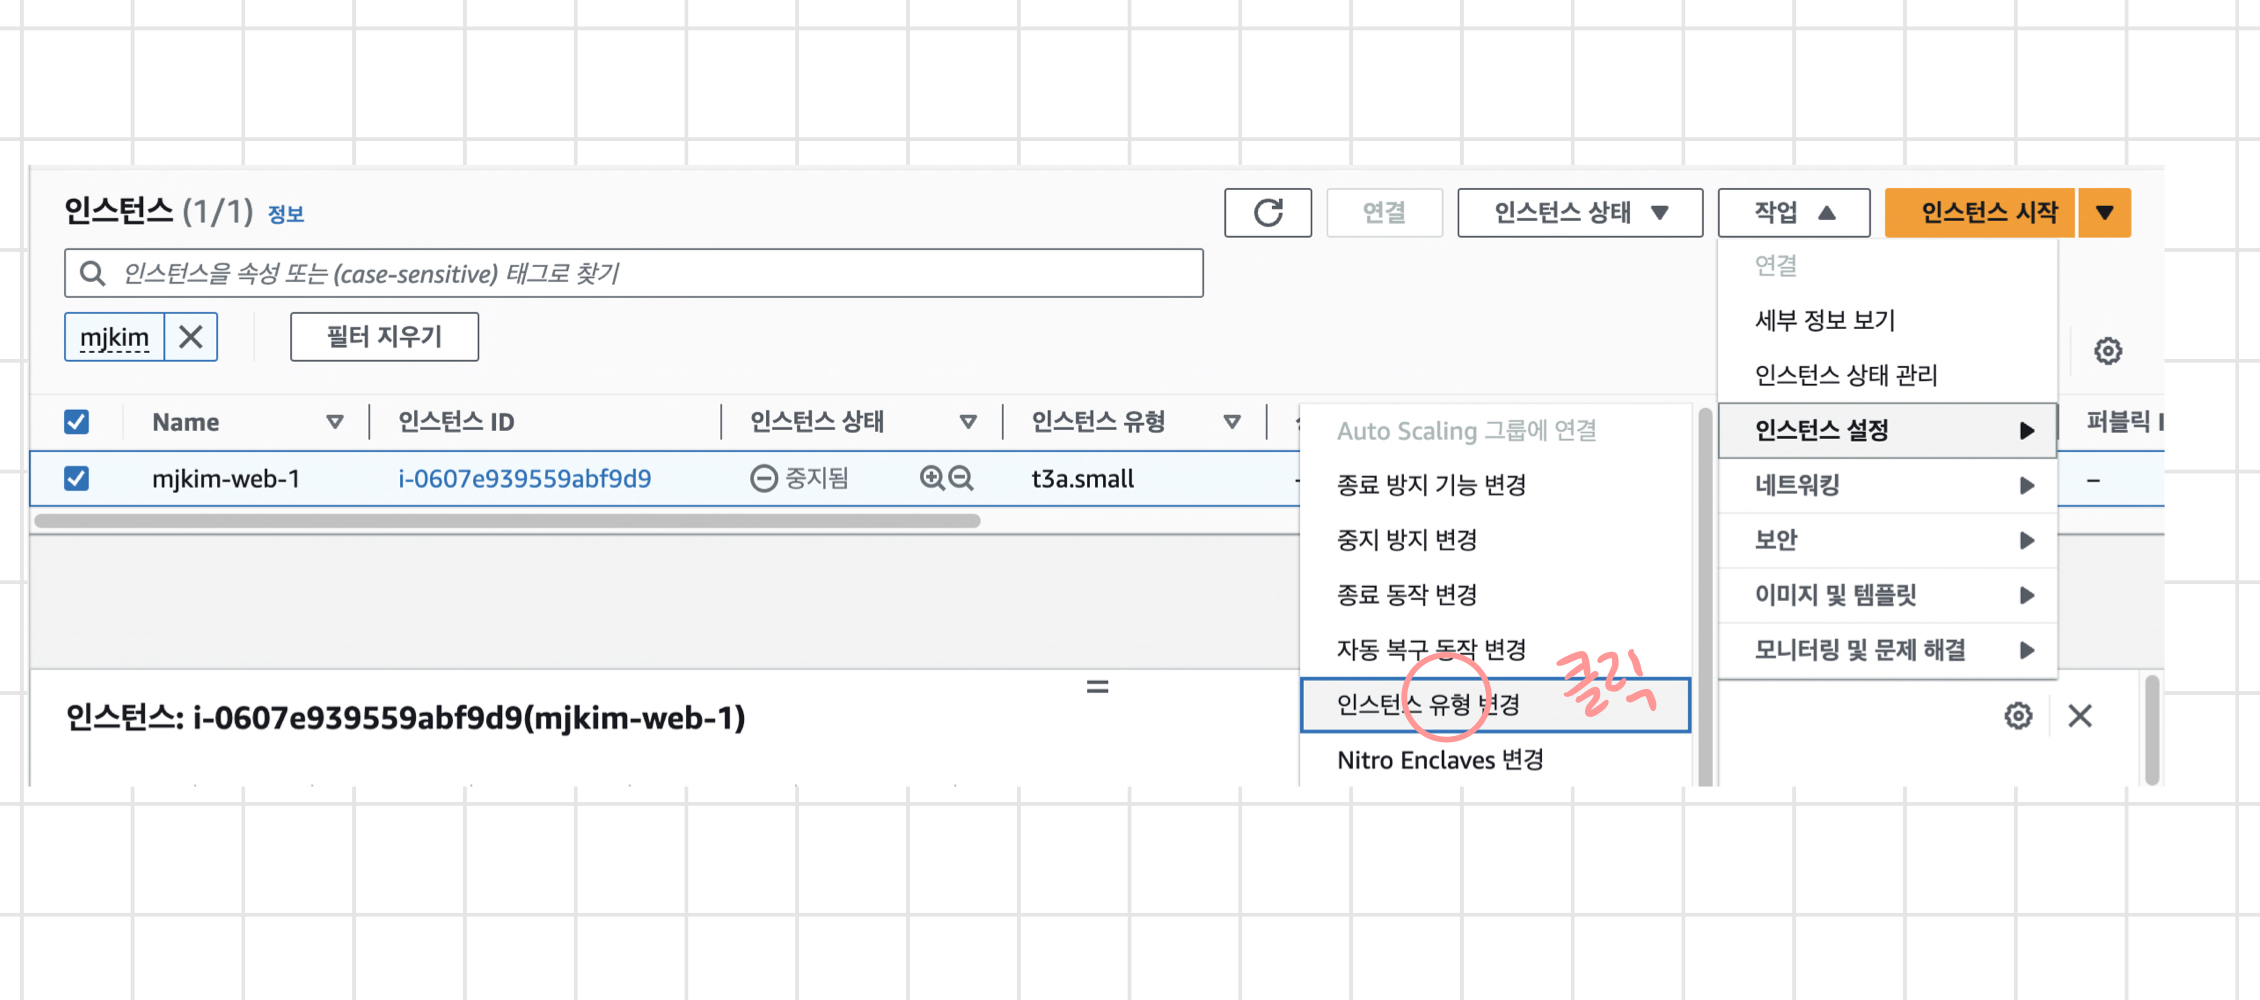 인스턴스 (1/1) 정보
연결
인스턴스 상태
작업
인스턴스 시작
인스턴스을 속성 또는 (case-sensitive) 태그로 찾기
mjkim
필터 지우기
연결
세부 정보 보기
인스턴스 상태 관리
인스턴스 설정
네트워킹
보안
이미지 및 템플릿
모니터링 및 문제 해결
Name
인스턴스 ID
인스턴스 상태
인스턴스 유형
퍼블릭
mjkim-web-1
i-0607e939559abf9d9
중지됨
t3a.small
–
Auto Scaling 그룹에 연결
종료 방지 기능 변경
중지 방지 변경
종료 동작 변경
자동 복구 동작 변경
인스턴스 유형 변경
클릭
Nitro Enclaves 변경
인스턴스: i-0607e939559abf9d9(mjkim-web-1)